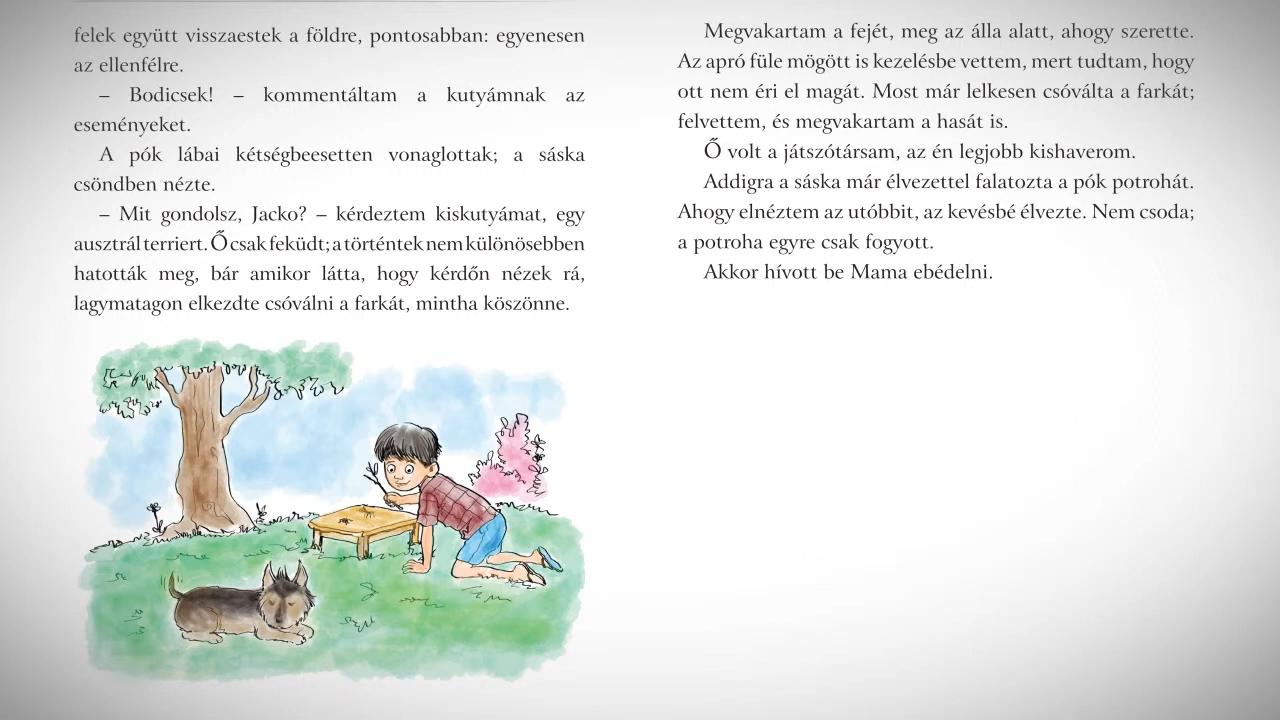 felek együtt visszaestek a földre, pontosabban: egyenesen
az ellenfélre.
– Bodicsek! – kommentáltam a kutyámnak az
eseményeket.
A pók lábai kétségbeesetten vonaglottak; a sáska
csöndben nézte.
– Mit gondolsz, Jacko? – kérdeztem kiskutyámat, egy
ausztrál terriert. Ő csak feküdt; a történtek nem különösebben
hatották meg, bár amikor látta, hogy kérdőn nézek rá,
lagymatagon elkezdte csóválni a farkát, mintha köszönne.
Megvakartam a fejét, meg az álla alatt, ahogy szerette.
Az apró füle mögött is kezelésbe vettem, mert tudtam, hogy
ott nem éri el magát. Most már lelkesen csóválta a farkát;
felvettem, és megvakartam a hasát is.
Ő volt a játszótársam, az én legjobb kishaverom.
Addigra a sáska már élvezettel falatozta a pók potrohát.
Ahogy elnéztem az utóbbit, az kevésbé élvezte. Nem csoda;
a potroha egyre csak fogyott.
Akkor hívott be Mama ebédelni.